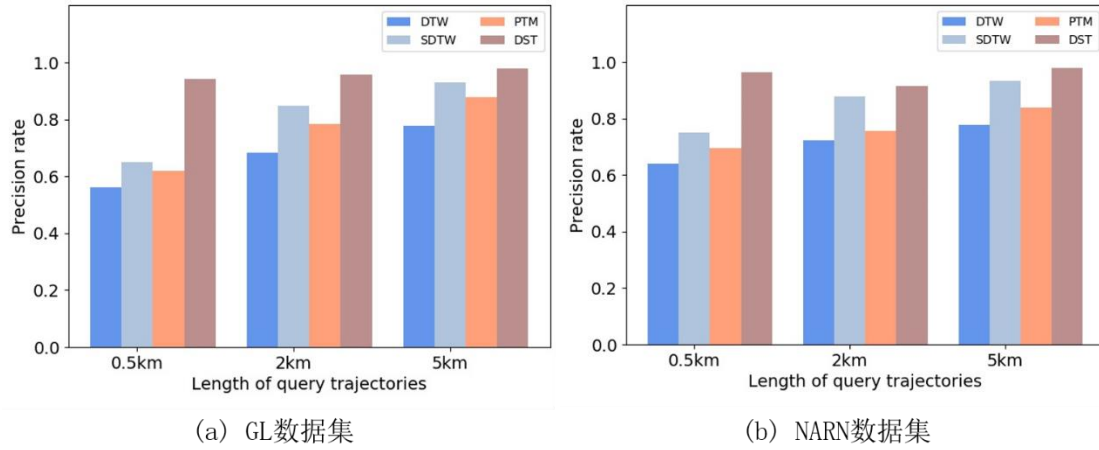 DTW PTM
SDTW DST
1.0
0.8
0.6
0.4
0.2
0.0
Precision rate
0.5km 2km 5km
Length of query trajectories
(a) GL数据集
DTW PTM
SDTW DST
1.0
0.8
0.6
0.4
0.2
0.0
Precision rate
0.5km 2km 5km
Length of query trajectories
(b) NARN数据集